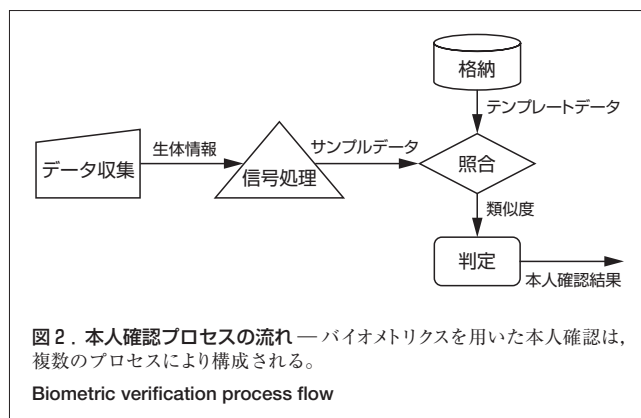 格納
テンプレートデータ
データ収集
生体情報
信号処理
サンプルデータ
照合
類似度
判定
本人確認結果
図2．本人確認プロセスの流れ — バイオメトリクスを用いた本人確認は，
複数のプロセスにより構成される。
Biometric verification process flow